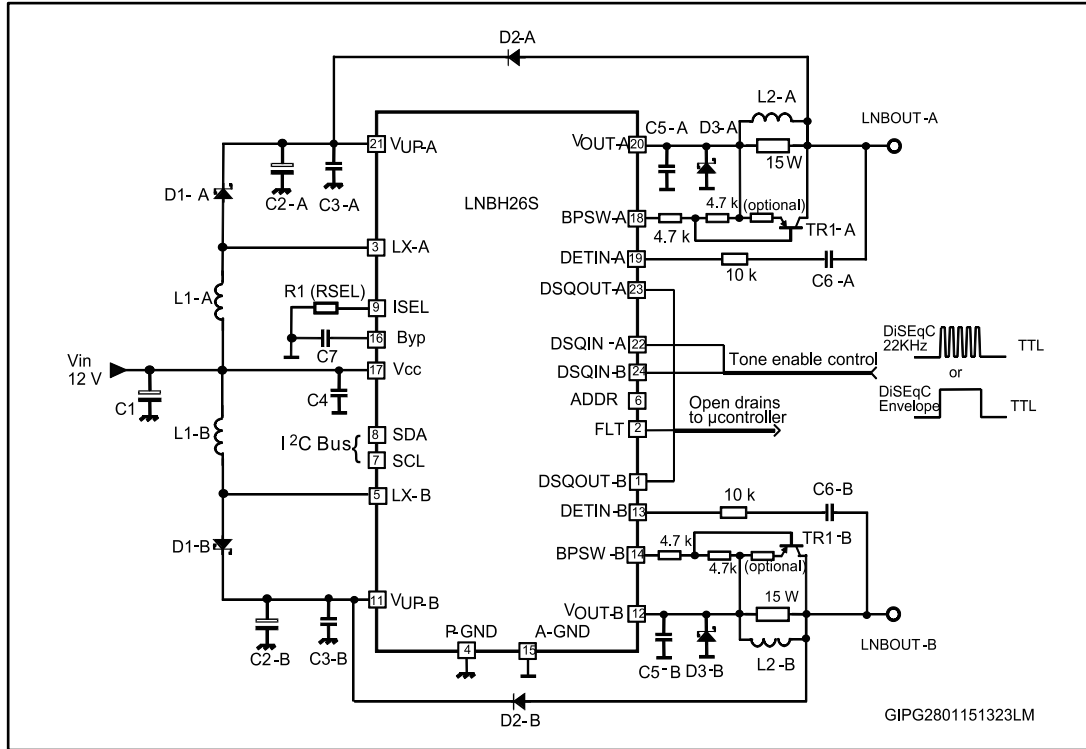 D2-A
L2-A
LNBOUT-A
C5-A D3-A
21 VUP-A
VOUT-A 20
15 W
D1- A
C2-A
C3-A
LNBH26S
4.7 k (optional)
BPSW-A 18
4.7 k
TR1-A
3 LX-A
DETIN-A 19
10 k
C6 -A
L1-A
R1 (RSEL)
9 ISEL
DSQOUT-A 23
16 Byp
C7
DSQIN -A 22
DiSEqC
22KHz
TTL
Vin
12 V
17 Vcc
Tone enable control
or
C1
C4
DSQIN-B 24
ADDR 6
DiSEqC
Envelope
TTL
L1-B
I²C Bus {
8 SDA
7 SCL
FLT 2
Open drains
to µcontroller
5 LX- B
DSQOUT-B 1
10 k
C6-B
DETIN-B 13
D1-B
4.7 k
TR1-B
BPSW -B 14
4.7k (optional)
11 VUP-B
VOUT-B 12
15 W
P-GND
4
A-GND
15
C2-B
C3-B
C5-B D3-B
L2-B
LNBOUT-B
D2-B
GIPG2801151323LM